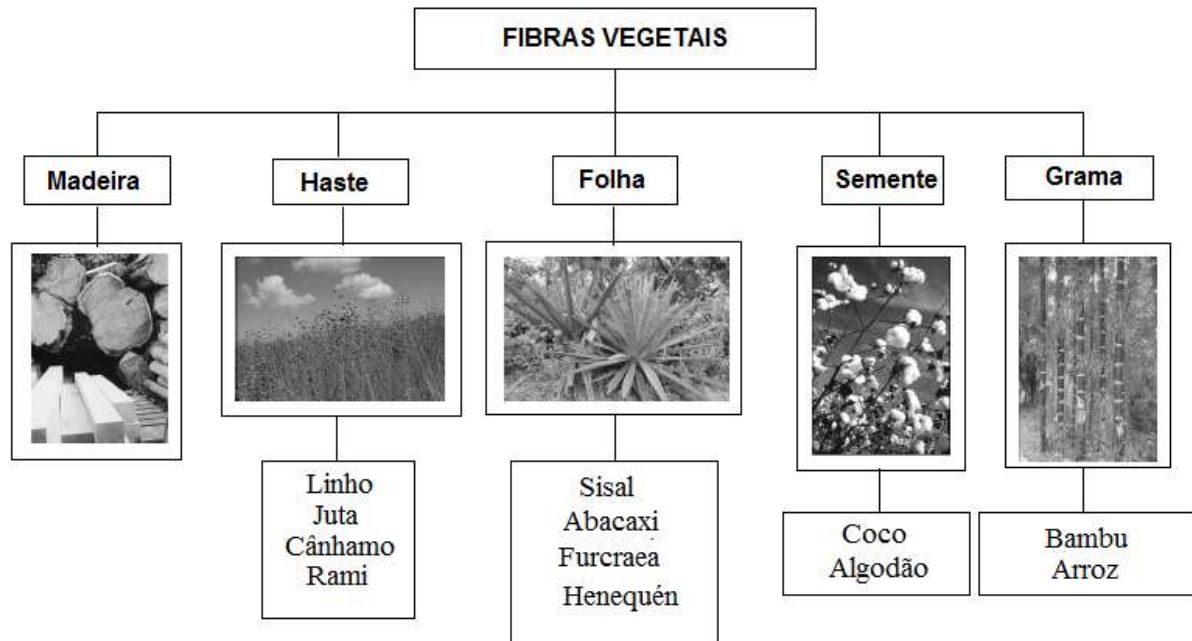 FIBRAS VEGETAIS
Madeira
Haste
Folha
Semente
Grama
Linho
Juta
Cânhamo
Rami
Sisal
Abacaxi
Furcraea
Henequén
Coco
Algodão
Bambu
Arroz